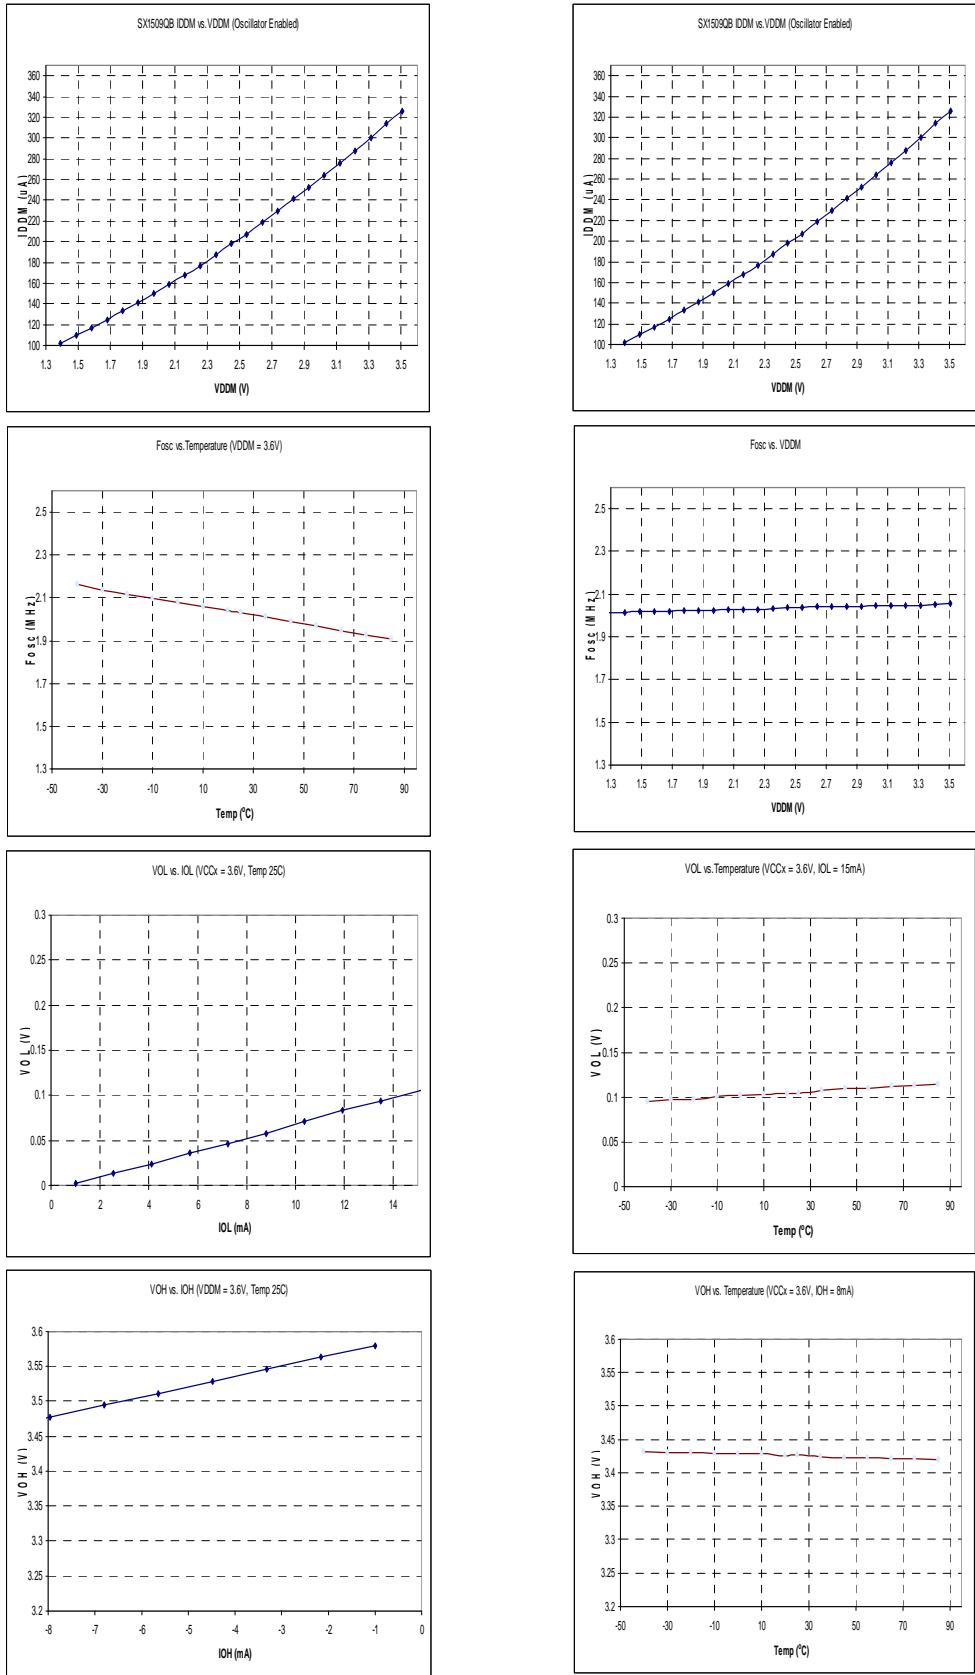 SX1509QB IDDM vs. VDDM (Oscillator Enabled)
IDDM (uA)
360
340
320
300
280
260
240
220
200
180
160
140
120
100
1.3 1.5 1.7 1.9 2.1 2.3 2.5 2.7 2.9 3.1 3.3 3.5
VDDM (V)
SX1509QB IDDM vs. VDDM (Oscillator Enabled)
IDDM (uA)
360
340
320
300
280
260
240
220
200
180
160
140
120
100
1.3 1.5 1.7 1.9 2.1 2.3 2.5 2.7 2.9 3.1 3.3 3.5
VDDM (V)
Fosc vs. Temperature (VDDM = 3.6V)
Fosc (MHz)
2.5
2.3
2.1
1.9
1.7
1.5
1.3
-50 -30 -10 10 30 50 70 90
Temp (°C)
Fosc vs. VDDM
Fosc (MHz)
2.5
2.3
2.1
1.9
1.7
1.5
1.3
1.3 1.5 1.7 1.9 2.1 2.3 2.5 2.7 2.9 3.1 3.3 3.5
VDDM (V)
VOL vs. IOL (VCCx = 3.6V, Temp 25C)
VOL (V)
0.3
0.25
0.2
0.15
0.1
0.05
0
0 2 4 6 8 10 12 14
IOL (mA)
VOL vs. Temperature (VCCx = 3.6V, IOL = 15mA)
VOL (V)
0.3
0.25
0.2
0.15
0.1
0.05
0
-50 -30 -10 10 30 50 70 90
Temp (°C)
VOH vs. IOH (VDDM = 3.6V, Temp 25C)
VOH (V)
3.6
3.55
3.5
3.45
3.4
3.35
3.3
3.25
3.2
-8 -7 -6 -5 -4 -3 -2 -1 0
IOH (mA)
VOH vs. Temperature (VCCx = 3.6V, IOH = 8mA)
VOH (V)
3.6
3.55
3.5
3.45
3.4
3.35
3.3
3.25
3.2
-50 -30 -10 10 30 50 70 90
Temp (°C)